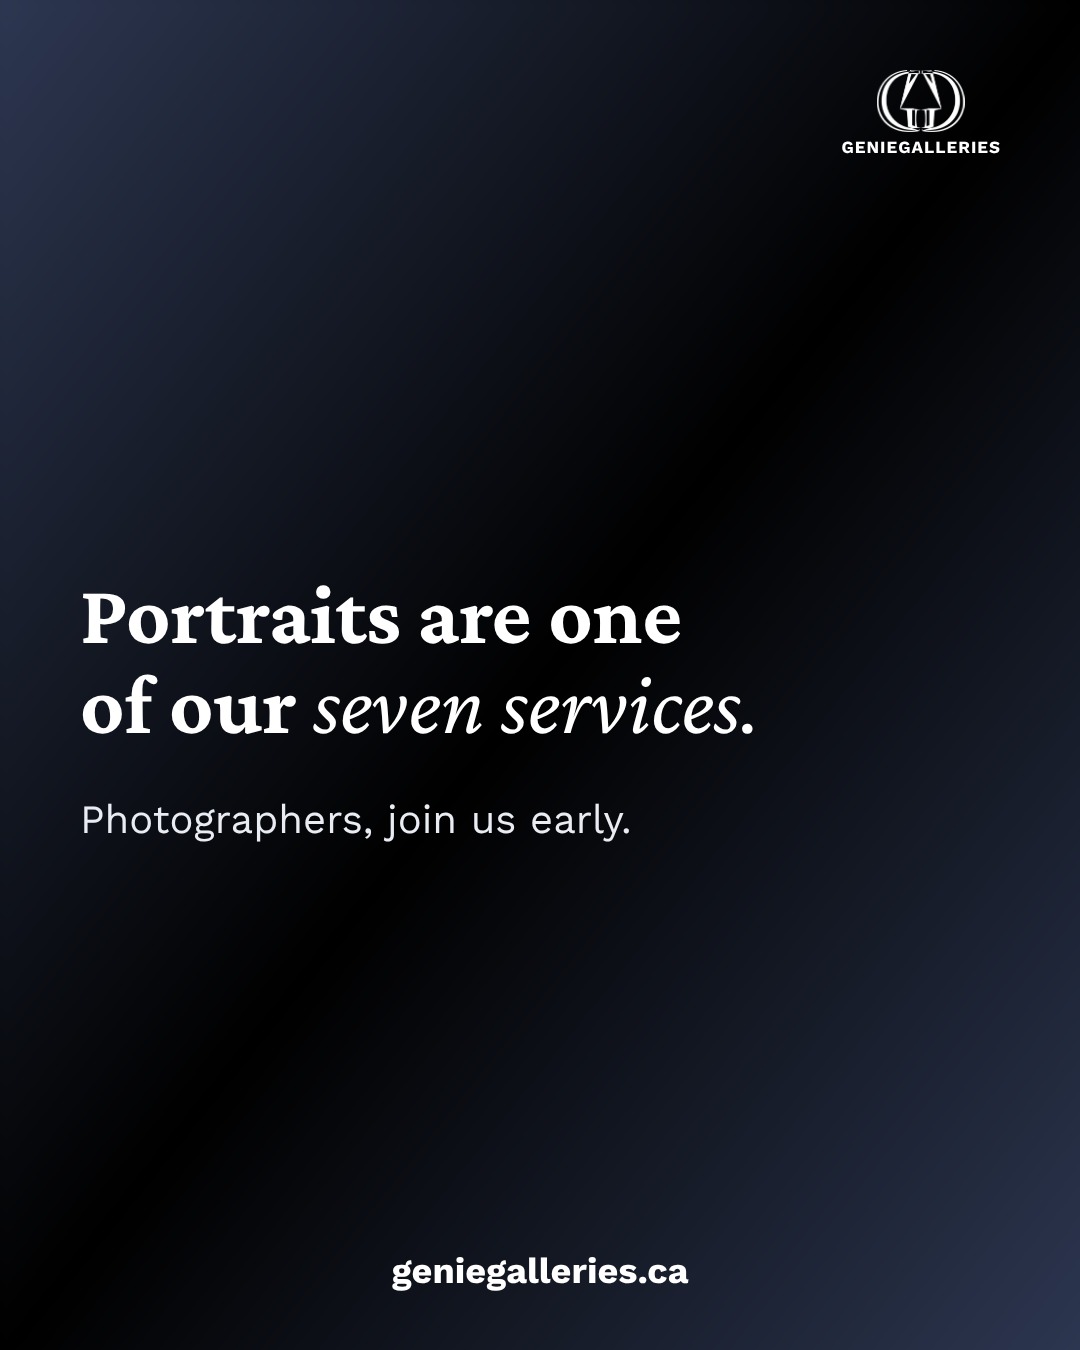 GENIEGALLERIES
Portraits are one
of our seven services.
Photographers, join us early.
geniegalleries.ca